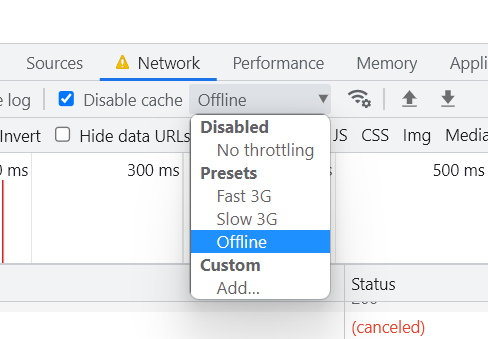 Sources Network Performance Memory Appli
e log Disable cache Offline
Invert Hide data URLs JS CSS Img Media
Disabled
No throttling
ms 300 ms s 500 ms
Presets
Fast 3G
Slow 3G
Offline
Custom
Add...
Status
(canceled)